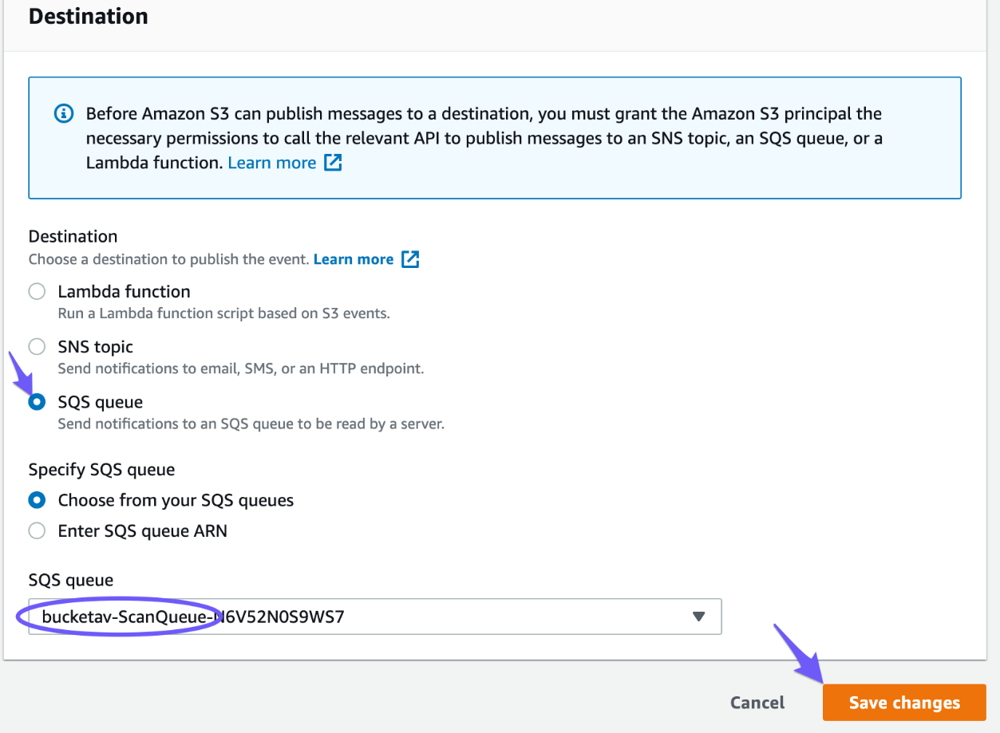 Destination
Before Amazon S3 can publish messages to a destination, you must grant the Amazon S3 principal the
necessary permissions to call the relevant API to publish messages to an SNS topic, an SQS queue, or a
Lambda function. Learn more
Destination
Choose a destination to publish the event. Learn more
Lambda function
Run a Lambda function script based on S3 events.
SNS topic
Send notifications to email, SMS, or an HTTP endpoint.
SQS queue
Send notifications to an SQS queue to be read by a server.
Specify SQS queue
Choose from your SQS queues
Enter SQS queue ARN
SQS queue
bucketav-ScanQueue-N6V52N0S9WS7
Cancel
Save changes